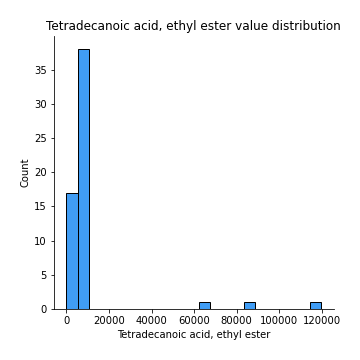 Tetradecanoic acid, ethyl ester value distribution
Count
35
30
25
20
15
10
5
0
0 20000 40000 60000 80000 100000 120000
Tetradecanoic acid, ethyl ester